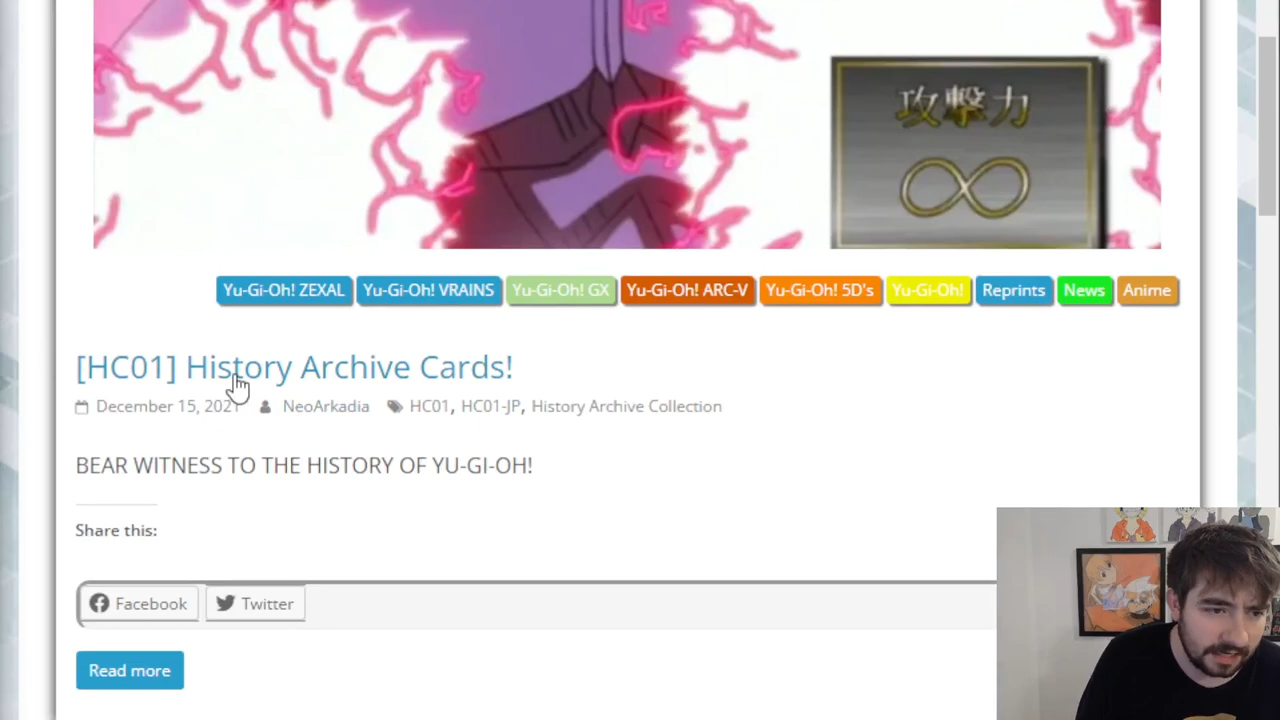 攻撃力
∞
Yu-Gi-Oh! ZEXAL Yu-Gi-Oh! VRAINS Yu-Gi-Oh! GX Yu-Gi-Oh! ARC-V Yu-Gi-Oh! 5D's Yu-Gi-Oh! Reprints News Anime
[HC01] History Archive Cards!
December 15, 2021 NeoArkadia HC01, HC01-JP, History Archive Collection
BEAR WITNESS TO THE HISTORY OF YU-GI-OH!
Share this:
Facebook Twitter
Read more